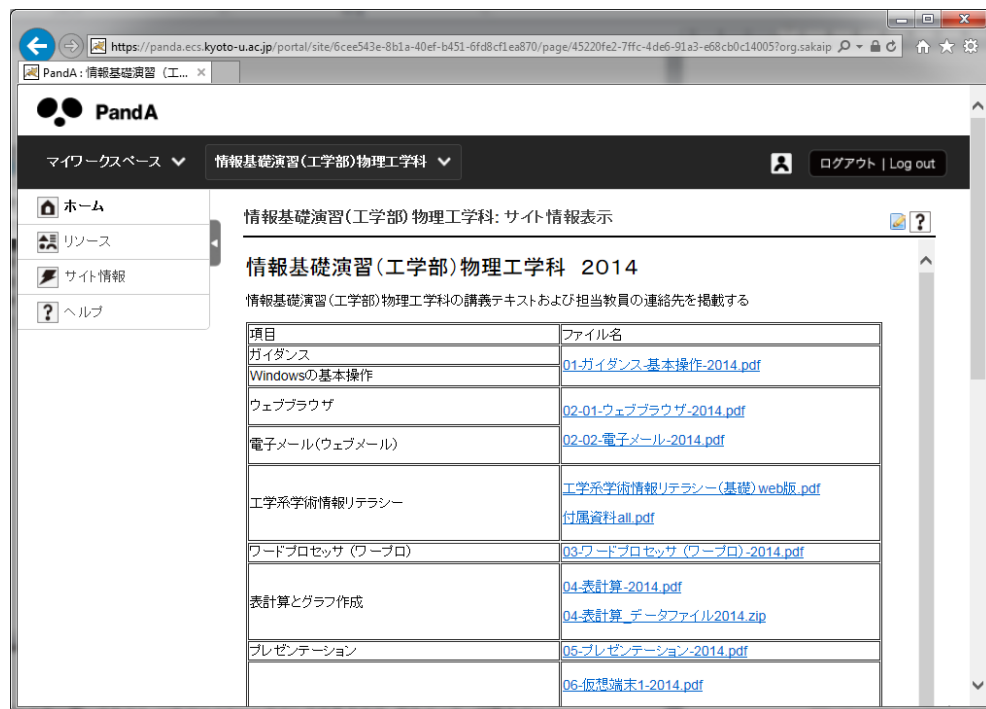 https://panda.ecs.kyoto-u.ac.jp/portal/site/6cee543e-8b1a-40ef-b451-6fd8cf1ea870/page/45220fe2-7ffc-4de6-91a3-e68cb0c14005?org.sakaip
PandA : 情報基礎演習（工...
PandA
マイワークスペース
情報基礎演習(工学部)物理工学科
ログアウト | Log out
ホーム
リソース
サイト情報
ヘルプ
情報基礎演習(工学部)物理工学科: サイト情報表示
情報基礎演習（工学部）物理工学科 2014
情報基礎演習（工学部）物理工学科の講義テキストおよび担当教員の連絡先を掲載する
項目 ファイル名
ガイダンス
Windowsの基本操作
01-ガイダンス-基本操作-2014.pdf
ウェブブラウザ
02-01-ウェブブラウザ-2014.pdf
電子メール（ウェブメール）
02-02-電子メール-2014.pdf
工学系学術情報リテラシー
工学系学術情報リテラシー（基礎）web版.pdf
付属資料all.pdf
ワードプロセッサ（ワープロ） 03-ワードプロセッサ（ワープロ）-2014.pdf
表計算とグラフ作成
04-表計算-2014.pdf
04-表計算_データファイル2014.zip
プレゼンテーション 05-プレゼンテーション-2014.pdf
06-仮想端末1-2014.pdf